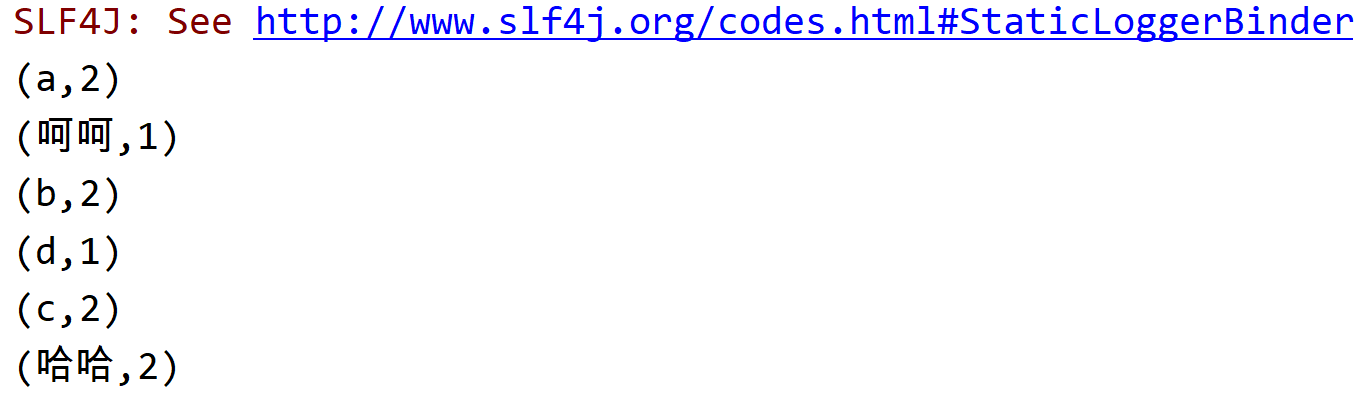 SLF4J: See http://www.slf4j.org/codes.html#StaticLoggerBinder
(a,2)
(呵呵,1)
(b,2)
(d,1)
(c,2)
(哈哈,2)